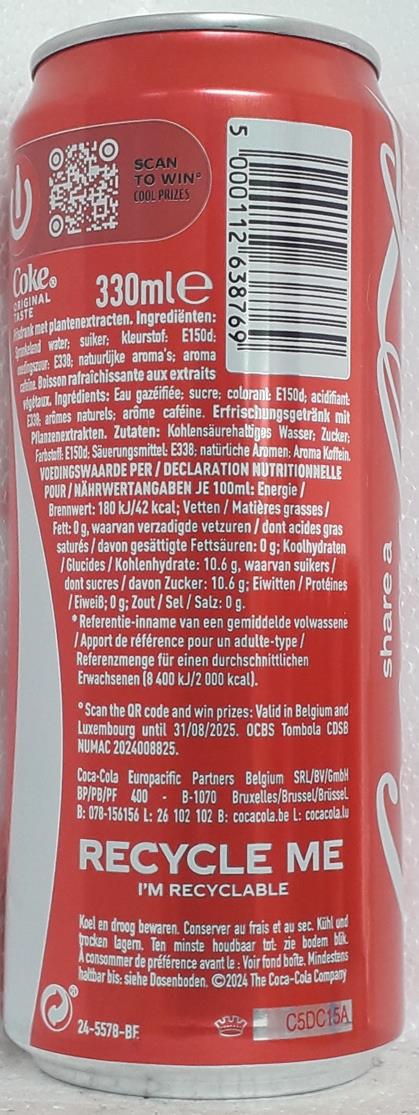 SCAN
TO WIN°
COOL PRIZES
5 000112 638769
Coke®
ORIGINAL
TASTE
330ml e
met plantenextracten. Ingrediënten:
water; suiker; kleurstof: E150d;
E338; natuurlijke aroma's; aroma
cafeïne. Boisson rafraîchissante aux extraits
végétaux. Ingrédients: Eau gazéifiée; sucre; colorant: E150d; acidifiant:
E338; arômes naturels; arôme caféine. Erfrischungsgetränk mit
Pflanzenextrakten. Zutaten: Kohlensäurehaltiges Wasser; Zucker;
Farbstoff: E150d; Säuerungsmittel: E338; natürliche Aromen; Aroma Koffein.
VOEDINGSWAARDE PER / DECLARATION NUTRITIONNELLE
POUR / NÄHRWERTANGABEN JE 100ml: Energie /
Brennwert: 180 kJ/42 kcal; Vetten / Matières grasses /
Fett: 0 g, waarvan verzadigde vetzuren / dont acides gras
saturés / davon gesättigte Fettsäuren: 0 g; Koolhydraten
/ Glucides / Kohlenhydrate: 10.6 g, waarvan suikers /
dont sucres / davon Zucker: 10.6 g; Eiwitten / Protéines
/ Eiweiß; 0 g; Zout / Sel / Salz: 0 g.
*Referentie-inname van een gemiddelde volwassene
/ Apport de référence pour un adulte-type /
Referenzmenge für einen durchschnittlichen
Erwachsenen (8 400 kJ/2 000 kcal).
°Scan the QR code and win prizes: Valid in Belgium and
Luxembourg until 31/08/2025. OCBS Tombola CDSB
NUMAC 2024008825.
Coca-Cola Europacific Partners Belgium SRL/BV/GmbH
BP/PB/PF 400 - B-1070 Bruxelles/Brussel/Brüssel.
B: 078-156156 L: 26 102 102 B: cocacola.be L: cocacola.lu
RECYCLE ME
I'M RECYCLABLE
Koel en droog bewaren. Conserver au frais et au sec. Kühl und
trocken lagern. Ten minste houdbaar tot: zie bodem blik.
À consommer de préférence avant le : Voir fond boîte. Mindestens
haltbar bis: siehe Dosenboden. ©2024 The Coca-Cola Company
24-5578-BF
C5DC15A
share a